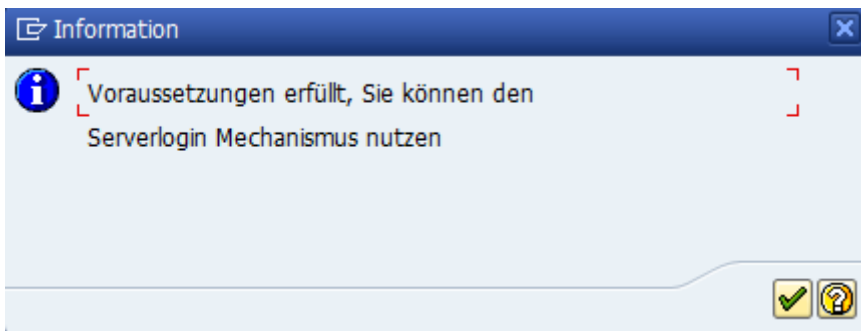 Information
Voraussetzungen erfüllt, Sie können den
Serverlogin Mechanismus nutzen